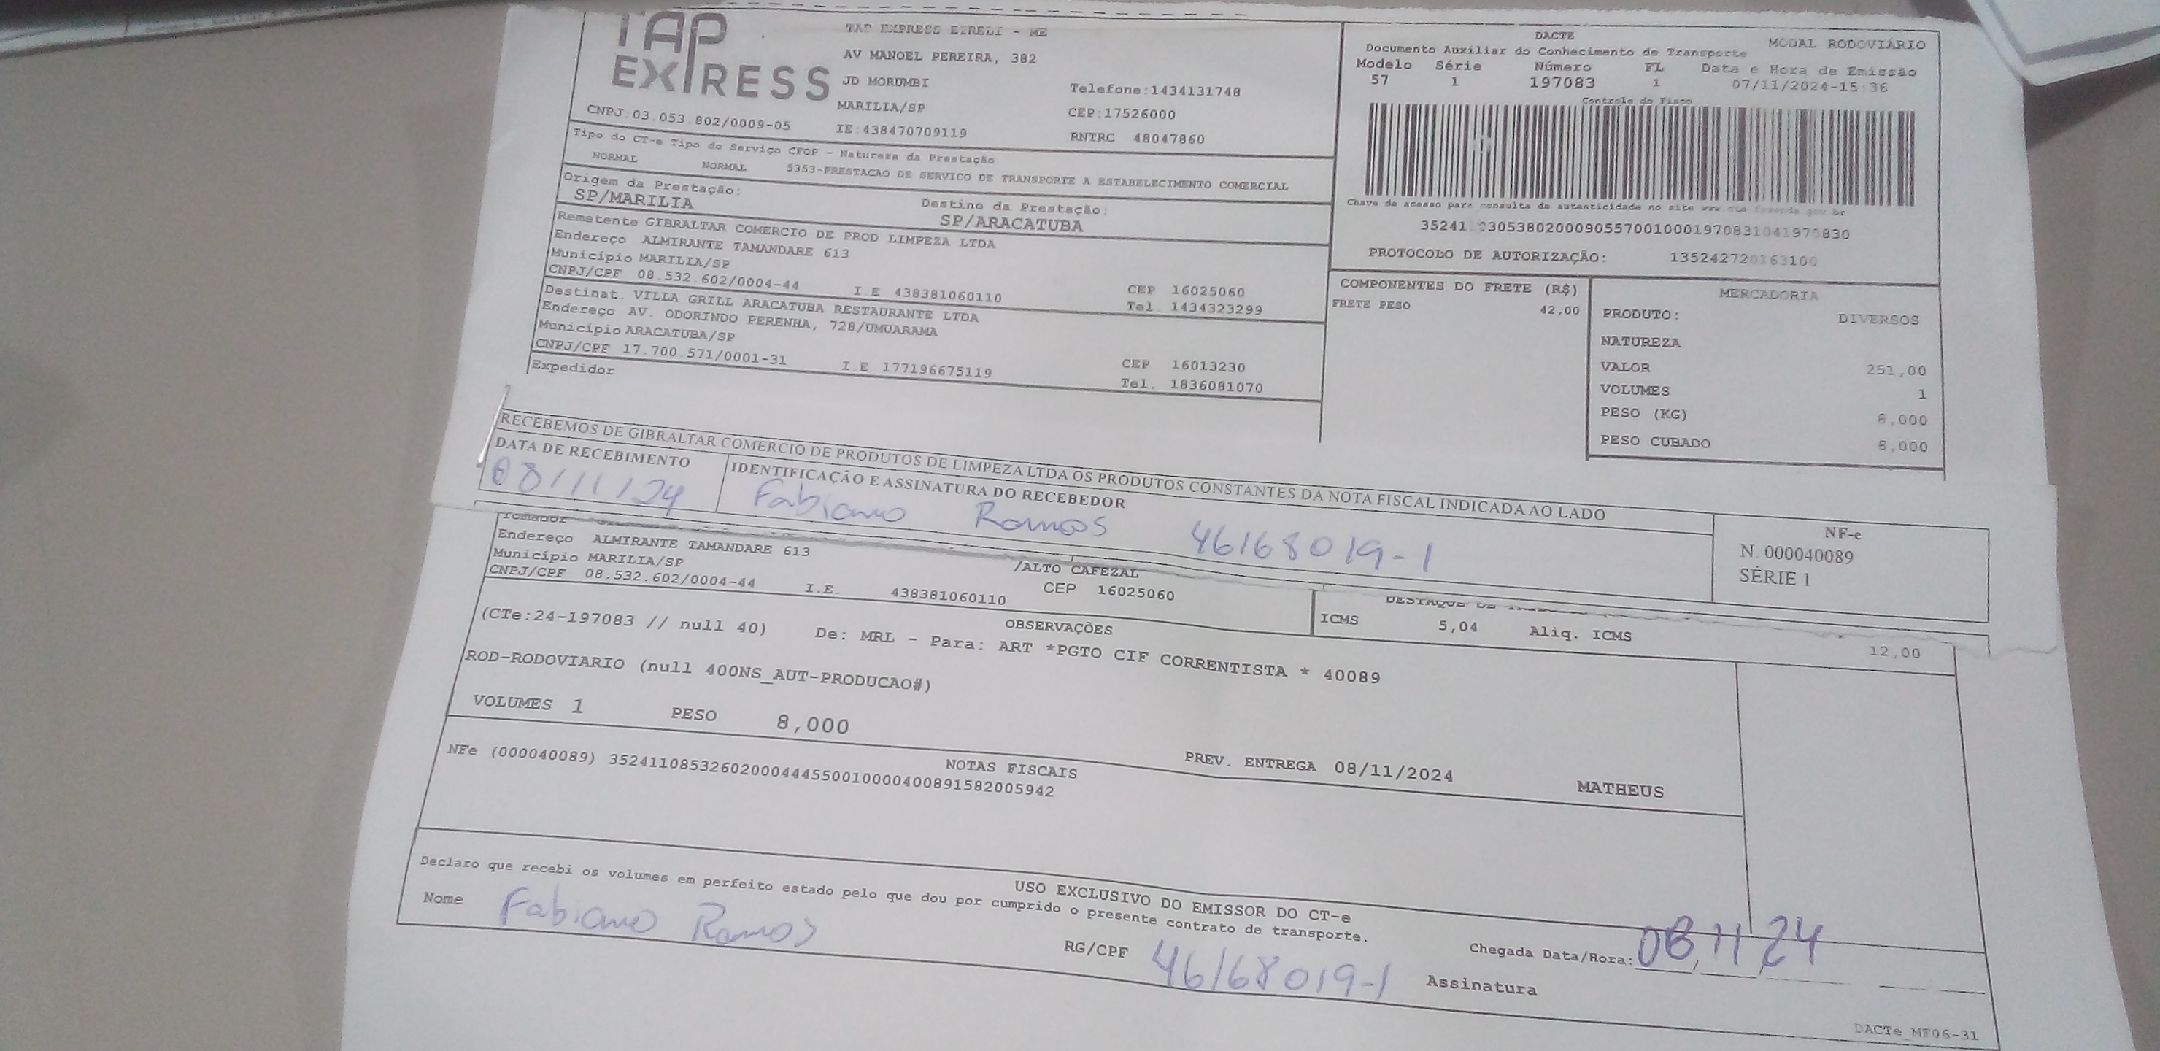 TAP
EXPRESS
TAP EXPRESS EIRELI - ME
AV MANOEL PEREIRA, 382
JD MORUMBI
Telefone:1434131748
MARILIA/SP
CEP:17526000
CNPJ:03.053.802/0009-05
IE:438470709119
RNTRC 48047860
DACTE
MODAL RODOVIÁRIO
Documento Auxiliar do Conhecimento de Transporte
Modelo Série Número FL Data e Hora de Emissão
57 1 197083 1 07/11/2024-15:36
Controle do Fisco
Chave de acesso para consulta de autenticidade no site
PROTOCOLO DE AUTORIZAÇÃO:
Tipo do CT-e Tipo do Serviço CFOP - Natureza da Prestação
NORMAL NORMAL 5353-PRESTACAO DE SERVICO DE TRANSPORTE A ESTABELECIMENTO COMERCIAL
Origem da Prestação: Destino da Prestação:
SP/MARILIA SP/ARACATUBA
Remetente GIBRALTAR COMERCIO DE PROD LIMPEZA LTDA
Endereço ALMIRANTE TAMANDARE 613
Município MARILIA/SP CEP 16025060
CNPJ/CPF 08.532.602/0004-44 I.E 438381060110 Tel. 1434323299
Destinat. VILLA GRILL ARACATUBA RESTAURANTE LTDA
Endereço AV. ODORINDO PERENHA, 728/UMUARAMA
Município ARACATUBA/SP CEP 16013230
CNPJ/CPF 17.700.571/0001-31 I.E 177196675119 Tel. 1836081070
Expedidor
COMPONENTES DO FRETE (R$)
FRETE PESO 42,00
MERCADORIA
PRODUTO: DIVERSOS
NATUREZA
VALOR 251,00
VOLUMES 1
PESO (KG) 8,000
PESO CUBADO 8,000
RECEBEMOS DE GIBRALTAR COMERCIO DE PRODUTOS DE LIMPEZA LTDA OS PRODUTOS CONSTANTES DA NOTA FISCAL INDICADA AO LADO
DATA DE RECEBIMENTO IDENTIFICAÇÃO E ASSINATURA DO RECEBEDOR
08/11/24 Fabiano Ramos 46168019-1
NF-e
N. 000040089
SÉRIE 1
Tomador
Endereço ALMIRANTE TAMANDARE 613 /ALTO CAFEZAL
Município MARILIA/SP CEP 16025060
CNPJ/CPF 08.532.602/0004-44 I.E. 438381060110
ICMS 5,04 Aliq. ICMS 12,00
OBSERVAÇÕES
(CTe:24-197083 // null 40) De: MRL - Para: ART *PGTO CIF CORRENTISTA * 40089
ROD-RODOVIARIO (null 400NS_AUT-PRODUCAO#)
VOLUMES 1 PESO 8,000 PREV. ENTREGA 08/11/2024 MATHEUS
NOTAS FISCAIS
NFe (000040089) 35241108532602000444550010000400891582005942
USO EXCLUSIVO DO EMISSOR DO CT-e
Declaro que recebi os volumes em perfeito estado pelo que dou por cumprido o presente contrato de transporte.
Nome Fabiano Ramos RG/CPF 46168019-1 Chegada Data/Hora: 08/11/24
Assinatura
DACTe_MF06-31